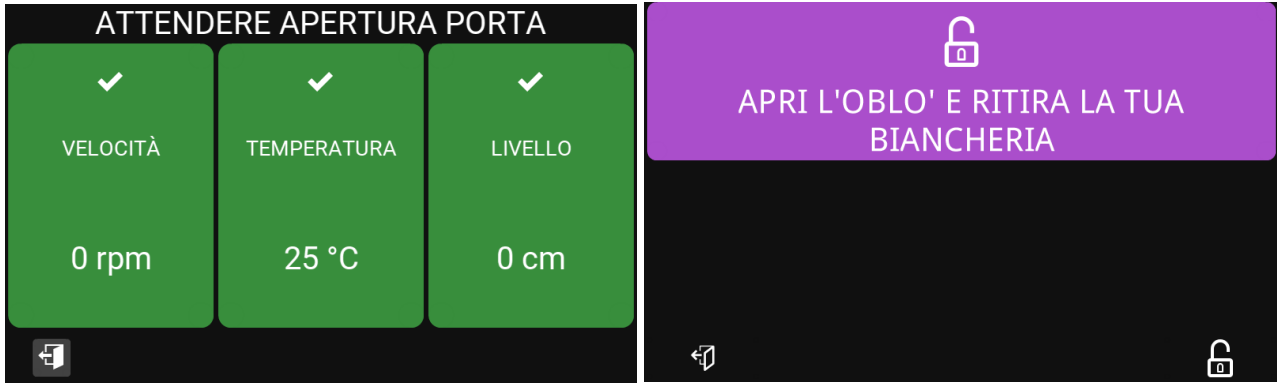 ATTENDERE APERTURA PORTA
VELOCITÀ
TEMPERATURA
LIVELLO
0 rpm
25 °C
0 cm
APRI L'OBLO' E RITIRA LA TUA
BIANCHERIA